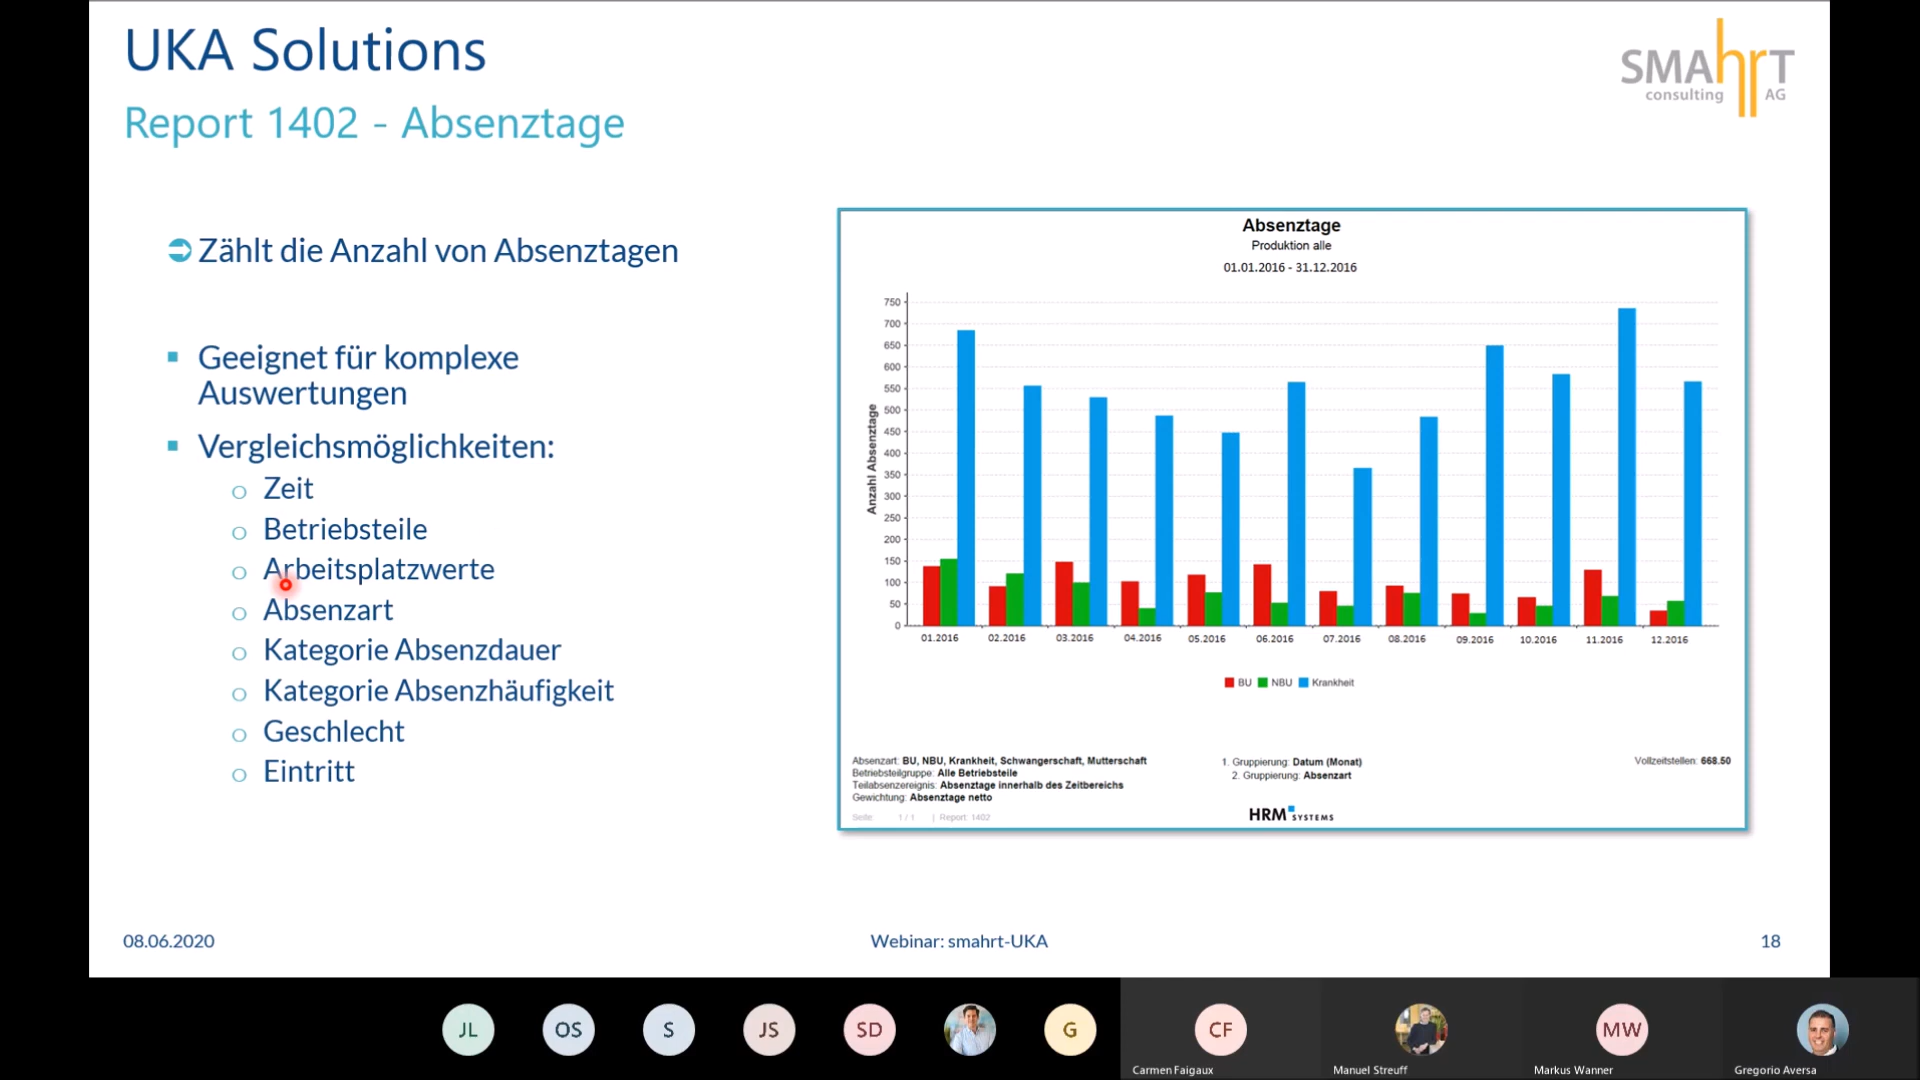 UKA Solutions
Report 1402 - Absenztage
SMAhrT
consulting AG
Zählt die Anzahl von Absenztagen
Geeignet für komplexe
Auswertungen
Vergleichsmöglichkeiten:
Zeit
Betriebsteile
Arbeitsplatzwerte
Absenzart
Kategorie Absenzdauer
Kategorie Absenzhäufigkeit
Geschlecht
Eintritt
Absenztage
Produktion alle
01.01.2016 - 31.12.2016
Anzahl Absenztage
750
700
650
600
550
500
450
400
350
300
250
200
150
100
50
0
01.2016 02.2016 03.2016 04.2016 05.2016 06.2016 07.2016 08.2016 09.2016 10.2016 11.2016 12.2016
BU NBU Krankheit
Absenzart: BU, NBU, Krankheit, Schwangerschaft, Mutterschaft
Betriebsteilgruppe: Alle Betriebsteile
Teilabsenzereignis: Absenztage innerhalb des Zeitbereichs
Gewichtung: Absenztage netto
Seite: 1 / 1 | Report: 1402
1. Gruppierung: Datum (Monat)
2. Gruppierung: Absenzart
HRM SYSTEMS
Vollzeitstellen: 668.50
08.06.2020
Webinar: smahrt-UKA
18
JL
OS
S
JS
SD
G
CF
MW
Carmen Faigaux
Manuel Streuff
Markus Wanner
Gregorio Aversa